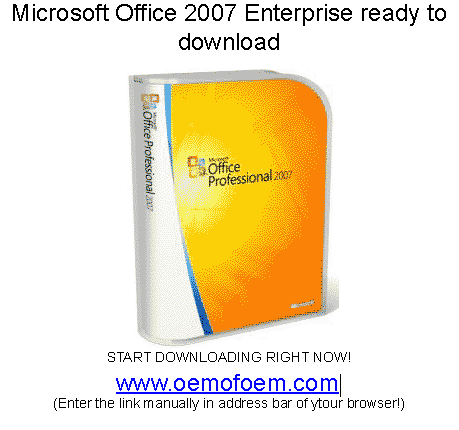 Microsoft Office 2007 Enterprise ready to
download
Microsoft
Office
Professional 2007
Microsoft
Office Professional 2007
Microsoft
START DOWNLOADING RIGHT NOW!
www.oemofoem.com
(Enter the link manually in address bar of ytour browser!)